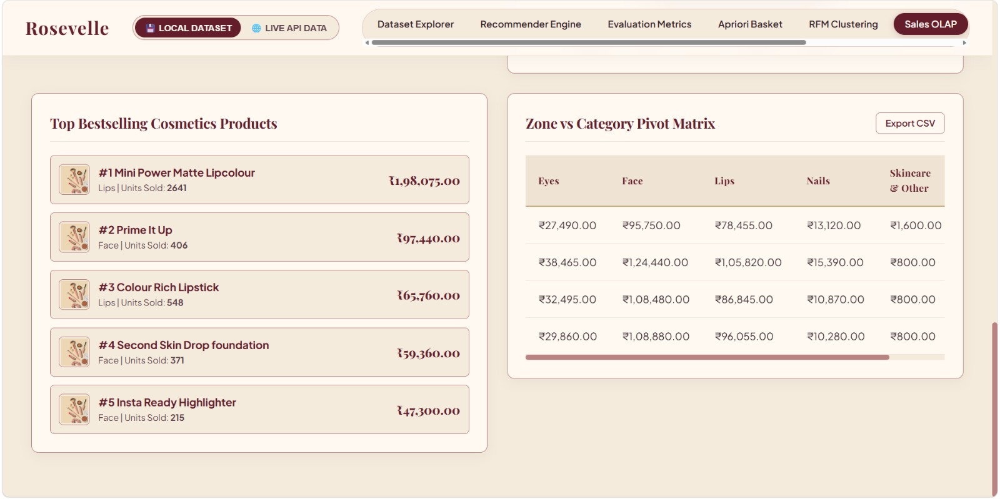 Rosevelle
LOCAL DATASET
LIVE API DATA
Dataset Explorer
Recommender Engine
Evaluation Metrics
Apriori Basket
RFM Clustering
Sales OLAP
Top Bestselling Cosmetics Products
#1 Mini Power Matte Lipcolour
Lips | Units Sold: 2641
₹1,98,075.00
#2 Prime It Up
Face | Units Sold: 406
₹97,440.00
#3 Colour Rich Lipstick
Lips | Units Sold: 548
₹65,760.00
#4 Second Skin Drop foundation
Face | Units Sold: 371
₹59,360.00
#5 Insta Ready Highlighter
Face | Units Sold: 215
₹47,300.00
Zone vs Category Pivot Matrix
Export CSV
Eyes Face Lips Nails Skincare
& Other
₹27,490.00 ₹95,750.00 ₹78,455.00 ₹13,120.00 ₹1,600.00
₹38,465.00 ₹1,24,440.00 ₹1,05,820.00 ₹15,390.00 ₹800.00
₹32,495.00 ₹1,08,480.00 ₹86,845.00 ₹10,870.00 ₹800.00
₹29,860.00 ₹1,08,880.00 ₹96,055.00 ₹10,280.00 ₹800.00